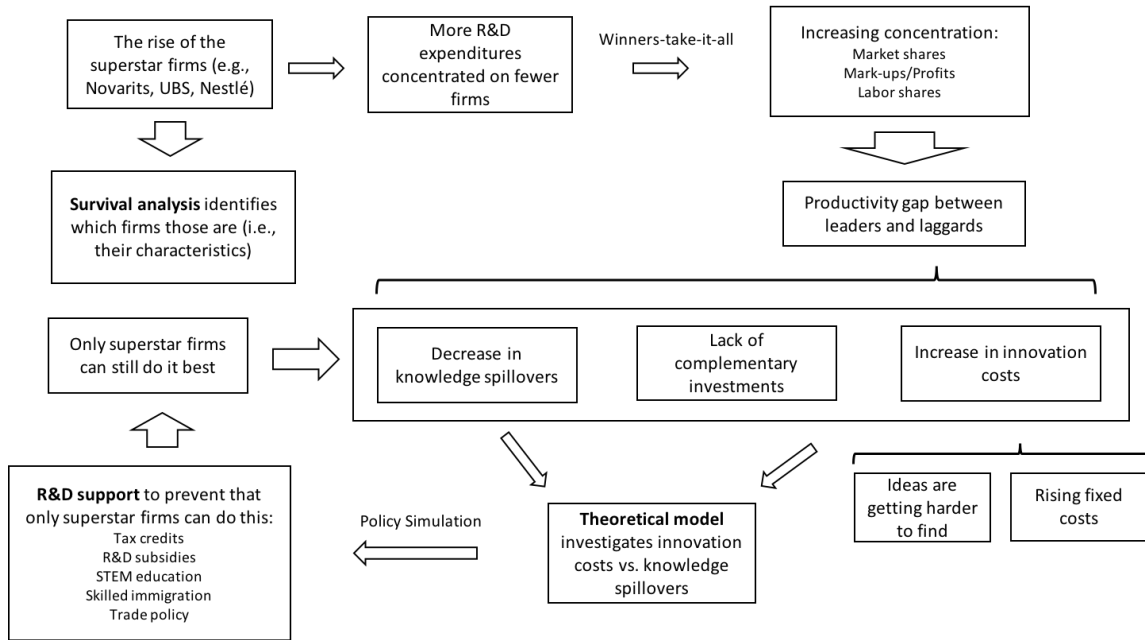 The rise of the
superstar firms (e.g.,
Novarits, UBS, Nestlé)
More R&D
expenditures
concentrated on fewer
firms
Winners-take-it-all
Increasing concentration:
Market shares
Mark-ups/Profits
Labor shares
Survival analysis identifies
which firms those are (i.e.,
their characteristics)
Productivity gap between
leaders and laggards
Only superstar firms
can still do it best
Decrease in
knowledge spillovers
Lack of
complementary
investments
Increase in innovation
costs
R&D support to prevent that
only superstar firms can do this:
Tax credits
R&D subsidies
STEM education
Skilled immigration
Trade policy
Policy Simulation
Theoretical model
investigates innovation
costs vs. knowledge
spillovers
Ideas are
getting harder
to find
Rising fixed
costs